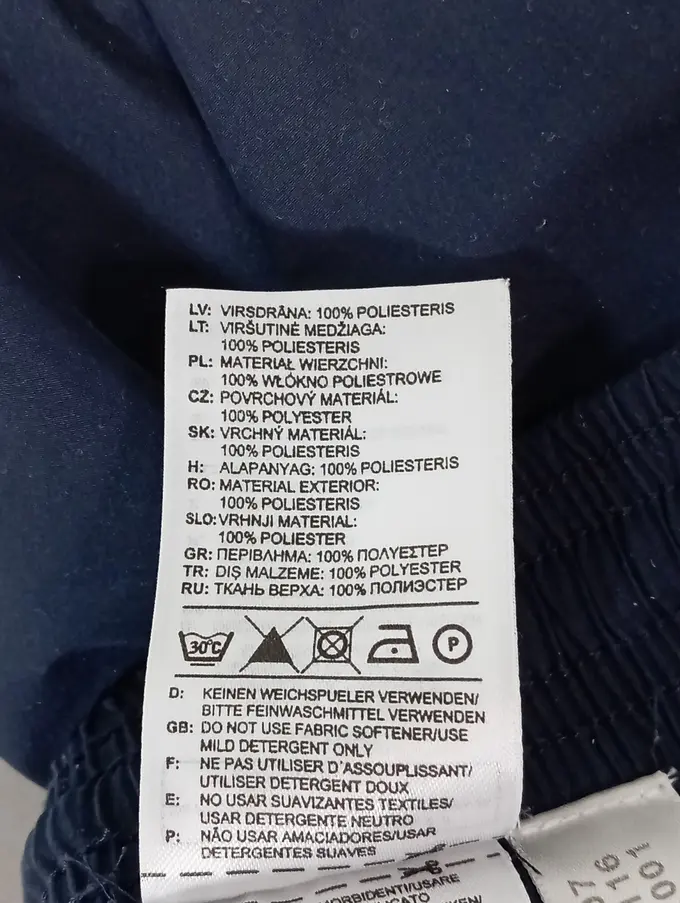 LV: VIRSDRĀNA: 100% POLIESTERIS
LT: VIRŠUTINĖ MEDŽIAGA:
100% POLIESTERIS
PL: MATERIAŁ WIERZCHNI:
100% WŁÓKNO POLIESTROWE
CZ: POVRCHOVÝ MATERIÁL:
100% POLYESTER
SK: VRCHNÝ MATERIÁL:
100% POLIESTERIS
H: ALAPANYAG: 100% POLIESTERIS
RO: MATERIAL EXTERIOR:
100% POLIESTERIS
SLO: VRHNJI MATERIAL:
100% POLIESTER
GR: ΠΕΡΙΒΛΗΜΑ: 100% ΠΟΛΥΕΣΤΕΡ
TR: DIŞ MALZEME: 100% POLYESTER
RU: ТКАНЬ ВЕРХА: 100% ПОЛИЭСТЕР
30°C P
D: KEINEN WEICHSPUELER VERWENDEN/
BITTE FEINWASCHMITTEL VERWENDEN
GB: DO NOT USE FABRIC SOFTENER/USE
MILD DETERGENT ONLY
F: NE PAS UTILISER D'ASSOUPLISSANT/
UTILISER DETERGENT DOUX
E: NO USAR SUAVIZANTES TEXTILES/
USAR DETERGENTE NEUTRO
P: NÃO USAR AMACIADORES/USAR
DETERGENTES SUAVES